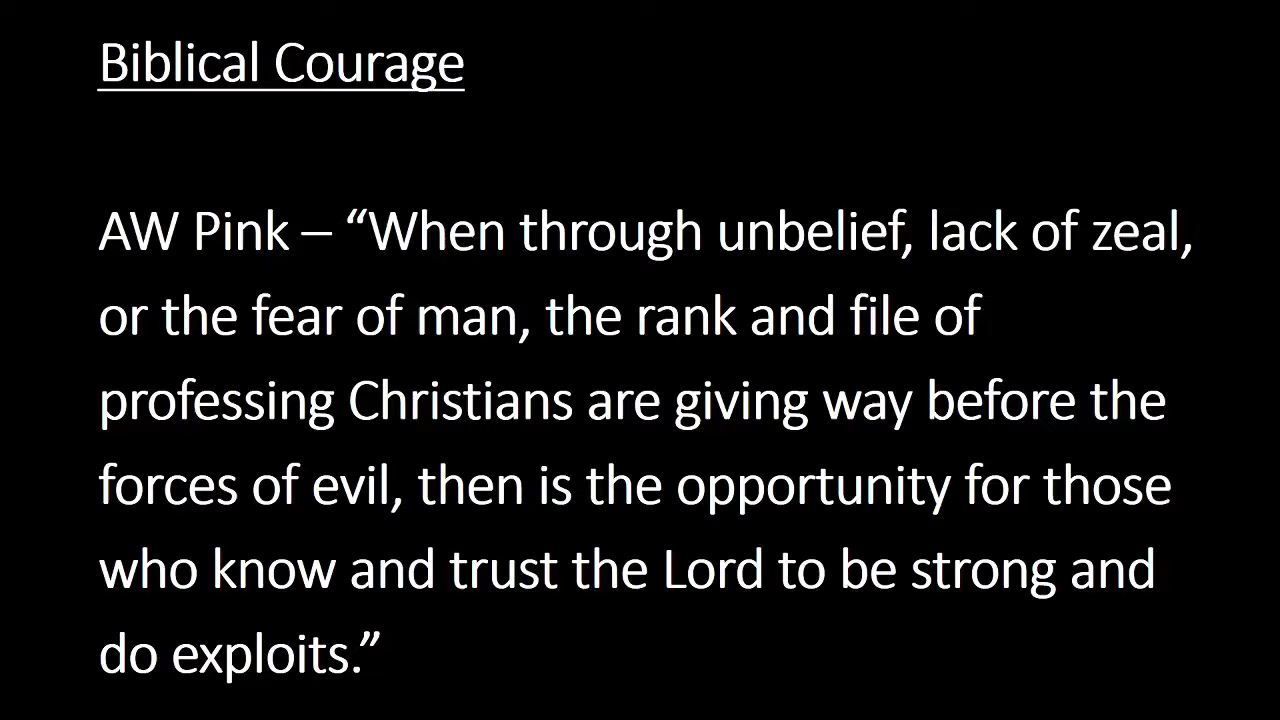 Biblical Courage
AW Pink – “When through unbelief, lack of zeal,
or the fear of man, the rank and file of
professing Christians are giving way before the
forces of evil, then is the opportunity for those
who know and trust the Lord to be strong and
do exploits.”